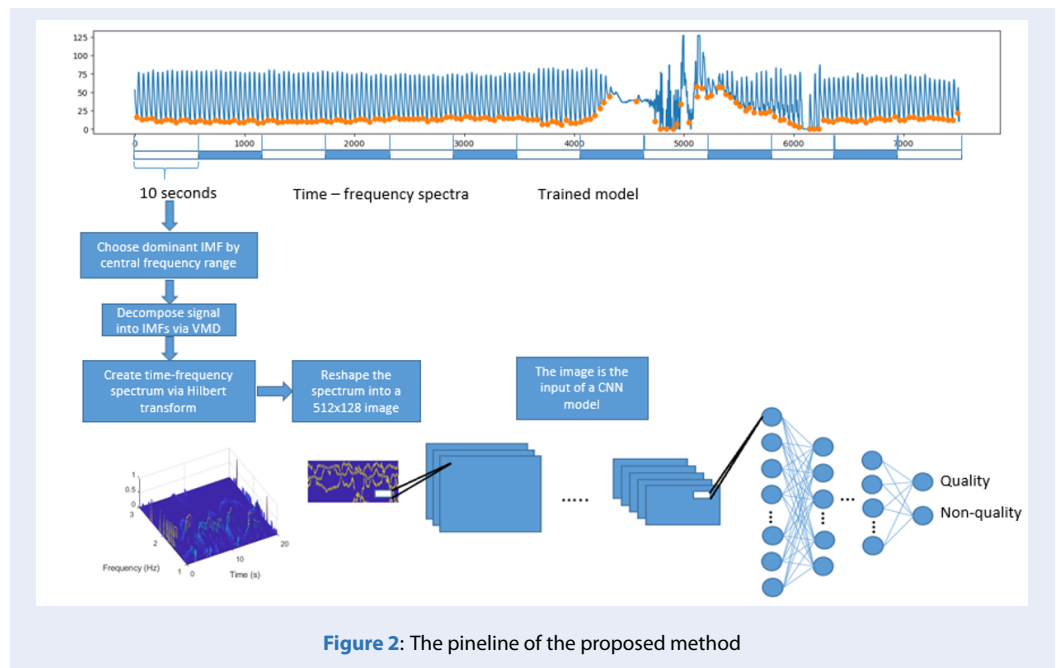 125
100
75
50
25
0
0 1000 2000 3000 4000 5000 6000 7000
10 seconds
Time – frequency spectra
Trained model
Choose dominant IMF by
central frequency range
Decompose signal
into IMFs via VMD
Create time-frequency
spectrum via Hilbert
transform
Reshape the
spectrum into a
512x128 image
The image is the
input of a CNN
model
1
0.5
0
3
2
1
Frequency (Hz)
0
10
20
Time (s)
.....
...
Quality
Non-quality
Figure 2: The pineline of the proposed method